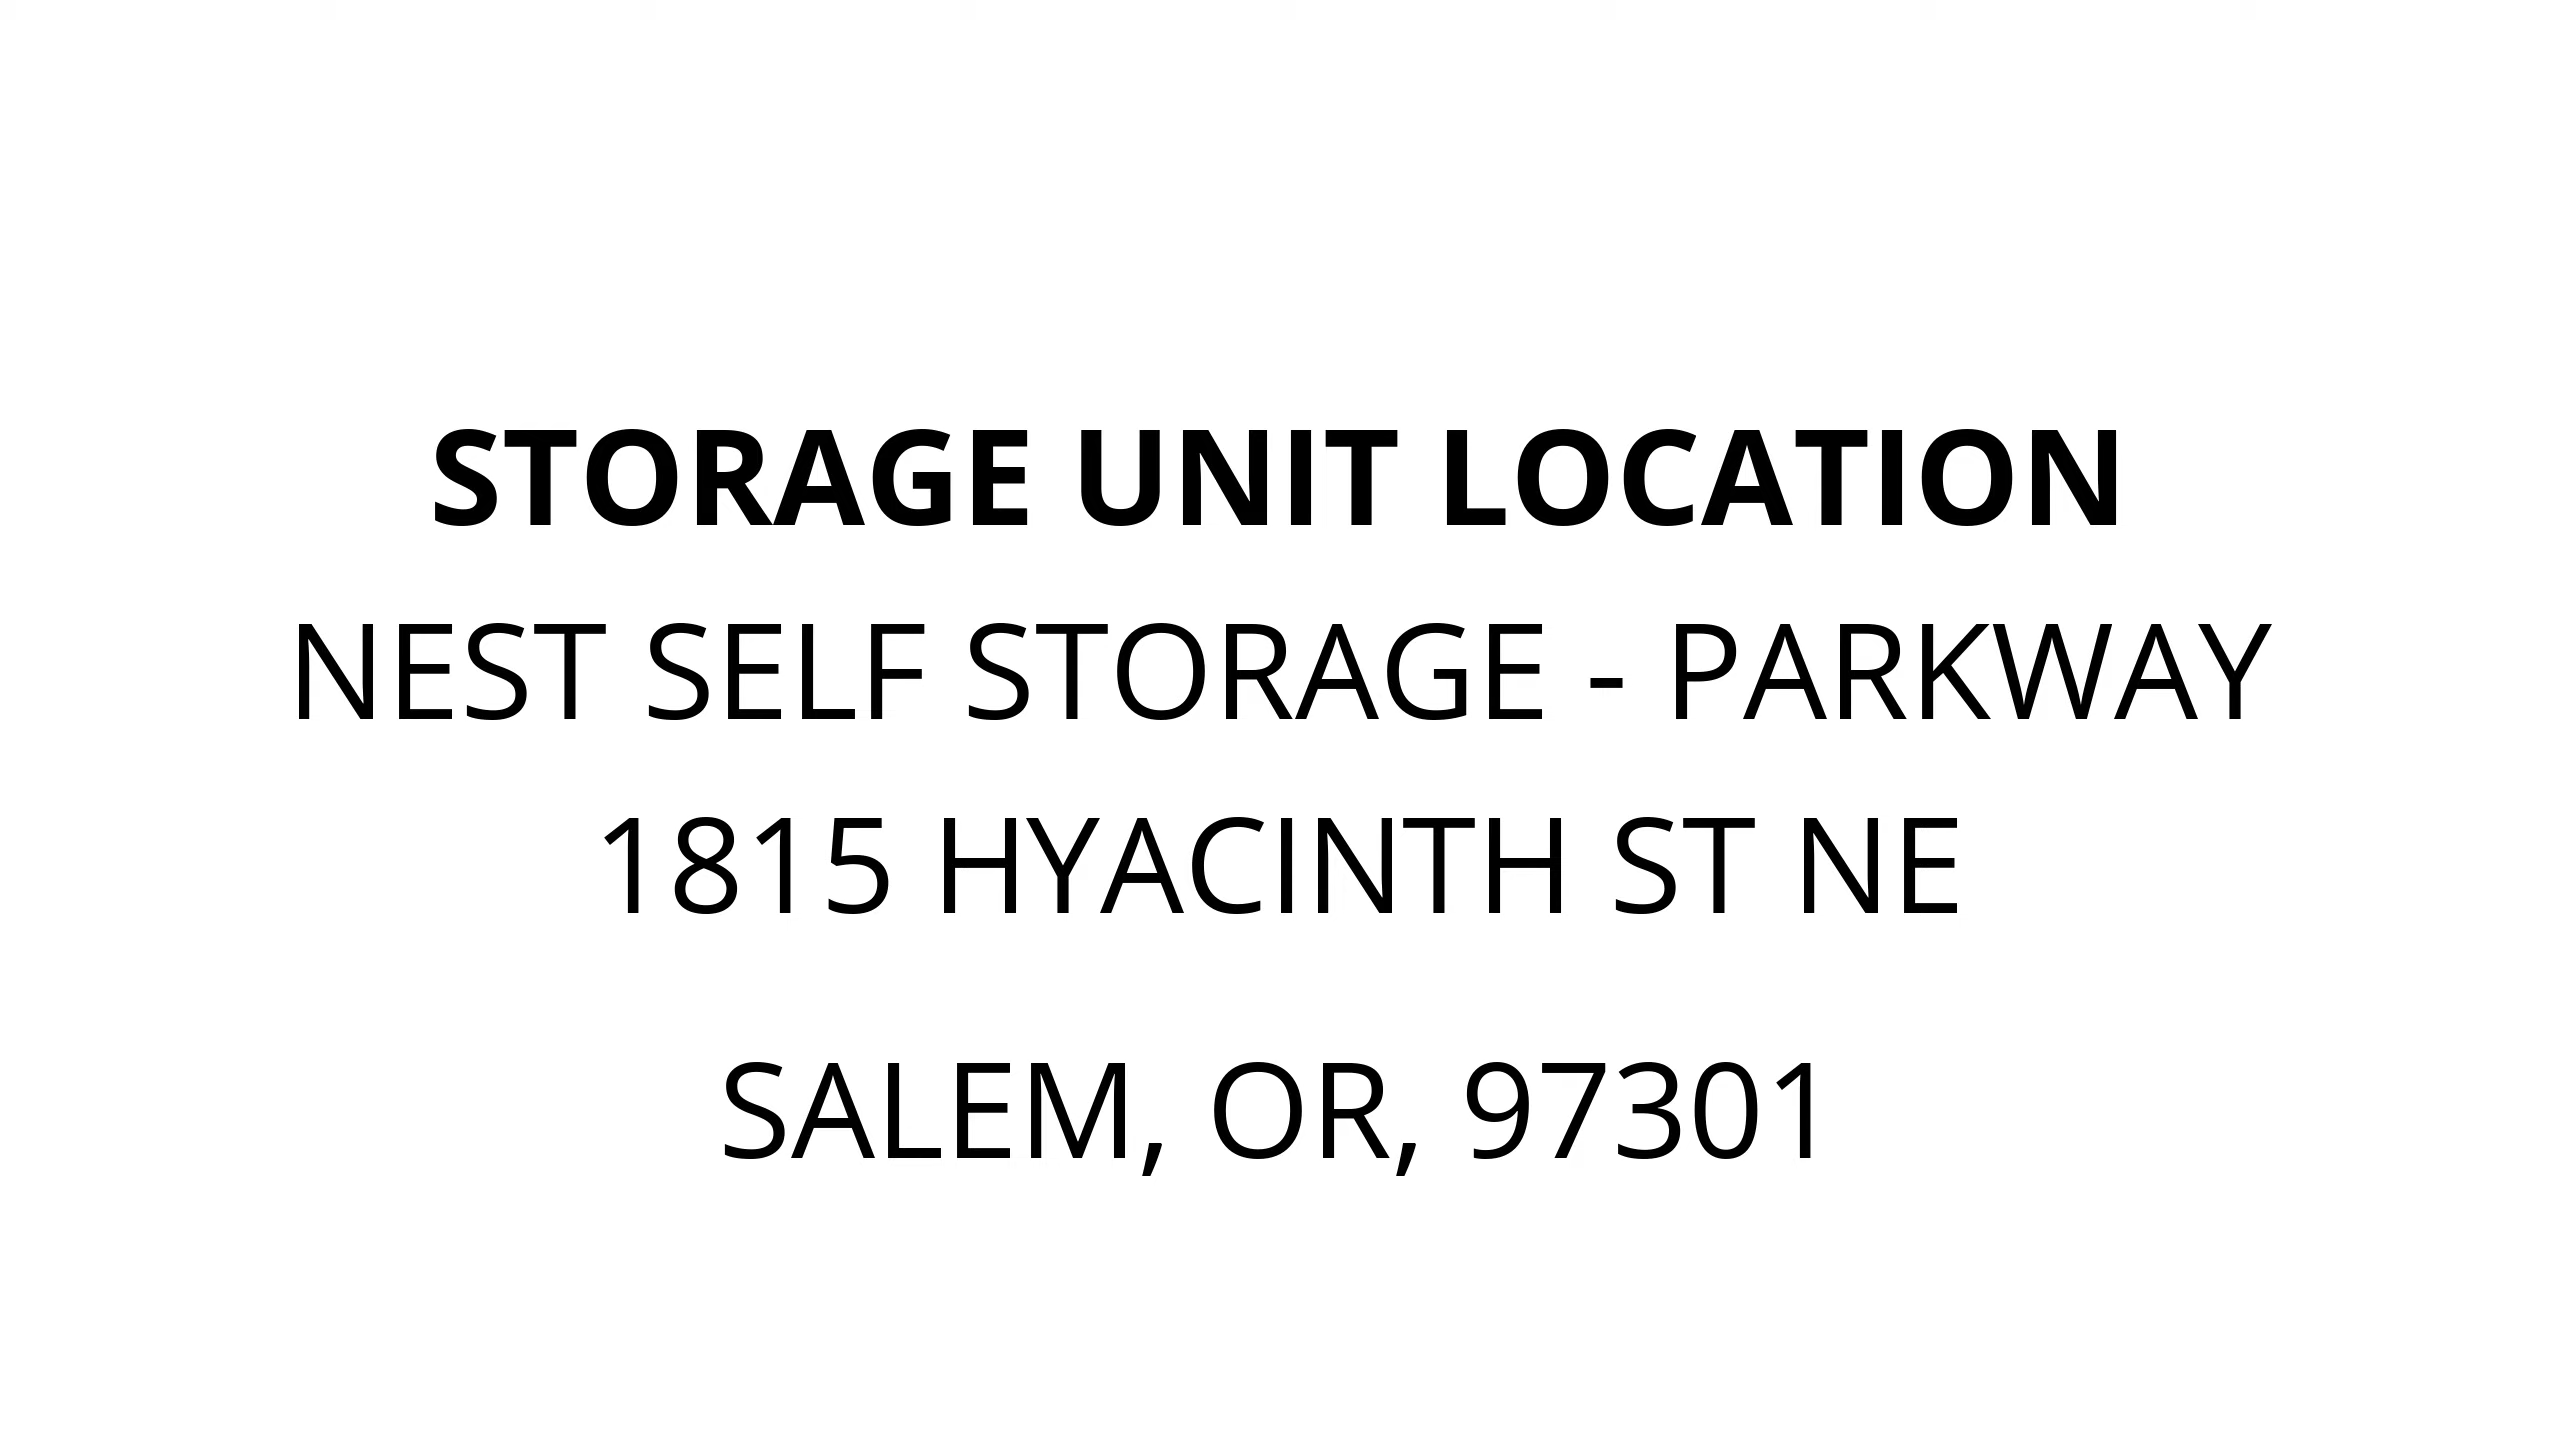 STORAGE UNIT LOCATION
NEST SELF STORAGE - PARKWAY
1815 HYACINTH ST NE
SALEM, OR, 97301